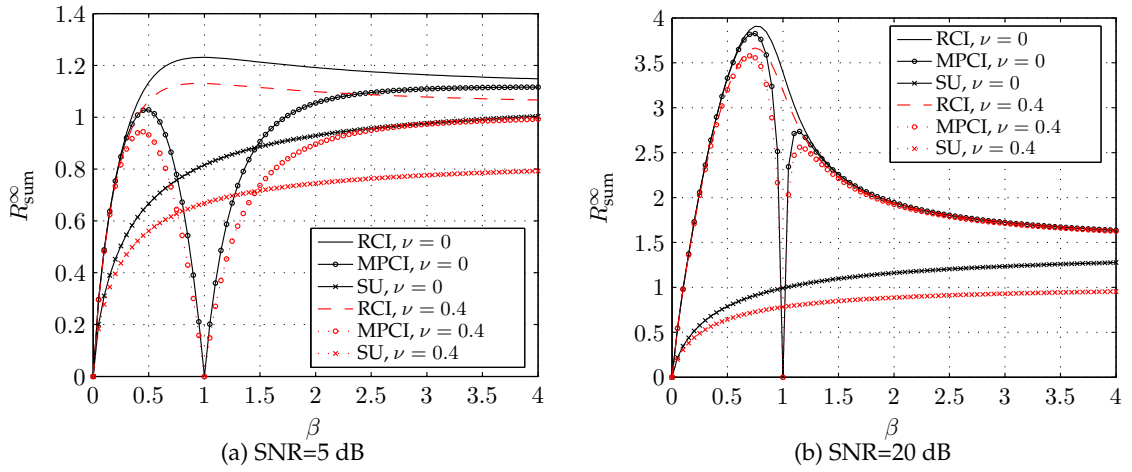 1.4
1.2
1
0.8
0.6
0.4
0.2
0
R∞sum
0 0.5 1 1.5 2 2.5 3 3.5 4
β
RCI, ν = 0
MPCI, ν = 0
SU, ν = 0
RCI, ν = 0.4
MPCI, ν = 0.4
SU, ν = 0.4
(a) SNR=5 dB
4
3.5
3
2.5
2
1.5
1
0.5
0
R∞sum
0 0.5 1 1.5 2 2.5 3 3.5 4
β
RCI, ν = 0
MPCI, ν = 0
SU, ν = 0
RCI, ν = 0.4
MPCI, ν = 0.4
SU, ν = 0.4
(b) SNR=20 dB